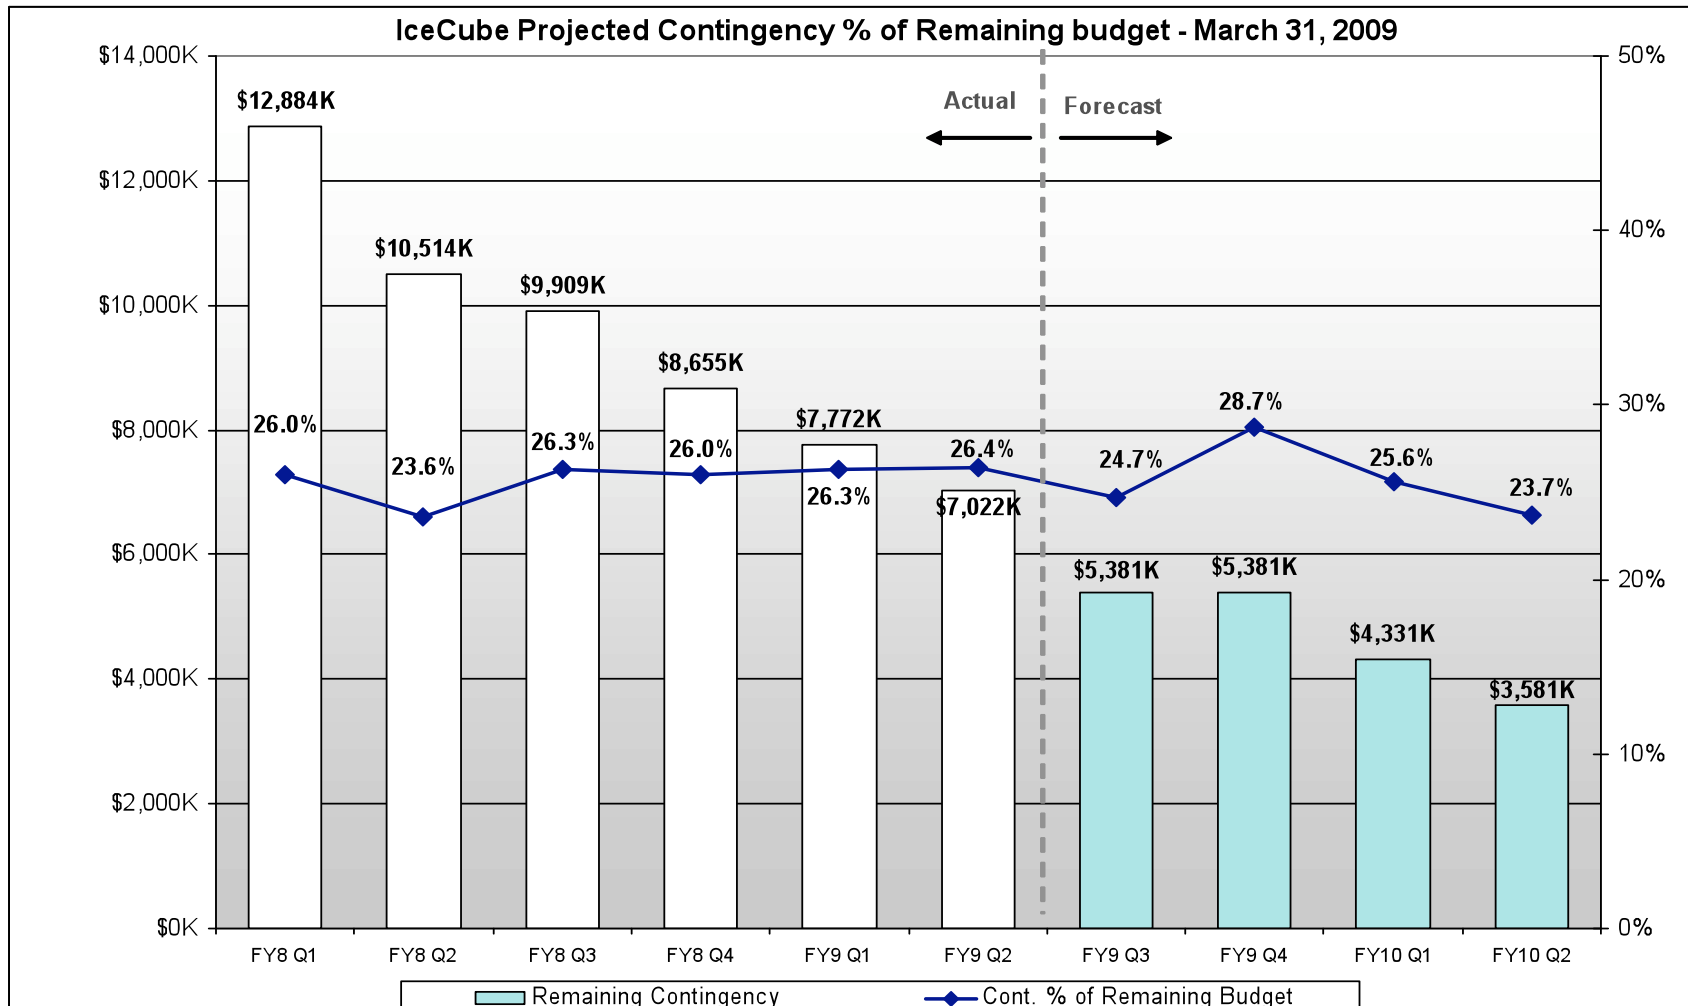 IceCube Projected Contingency % of Remaining budget - March 31, 2009
$14,000K
$12,000K
$10,000K
$8,000K
$6,000K
$4,000K
$2,000K
$0K
50%
40%
30%
20%
10%
0%
Actual
Forecast
$12,884K
$10,514K
$9,909K
$8,655K
$7,772K
$7,022K
$5,381K
$5,381K
$4,331K
$3,581K
26.0%
23.6%
26.3%
26.0%
26.3%
26.4%
24.7%
28.7%
25.6%
23.7%
FY8 Q1
FY8 Q2
FY8 Q3
FY8 Q4
FY9 Q1
FY9 Q2
FY9 Q3
FY9 Q4
FY10 Q1
FY10 Q2
Remaining Contingency
Cont. % of Remaining Budget